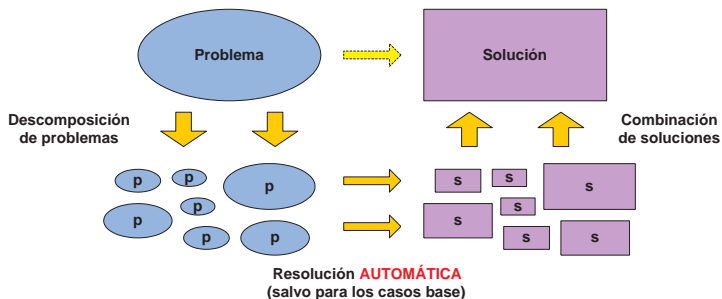 Problema
Solución
Descomposición
de problemas
Combinación
de soluciones
p
p
p
p
p
p
p
s
s
s
s
s
s
s
Resolución AUTOMÁTICA
(salvo para los casos base)